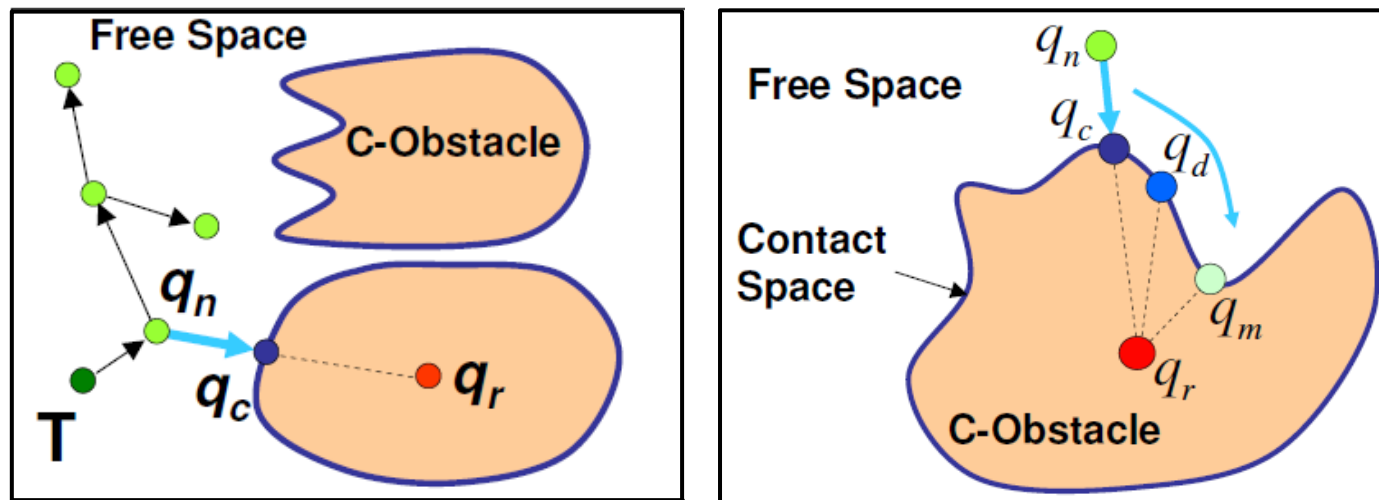 Free Space
C-Obstacle
q_n
q_c
q_r
T
q_n
Free Space
q_c
q_d
Contact
Space
q_m
q_r
C-Obstacle